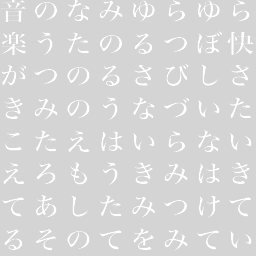 音のなみゆらゆら
楽うたのるつぼ快
がつのるさびしさ
きみのうなづいた
こたえはいらない
えろもうきみはき
てあしたみつけて
るそのてをみてい